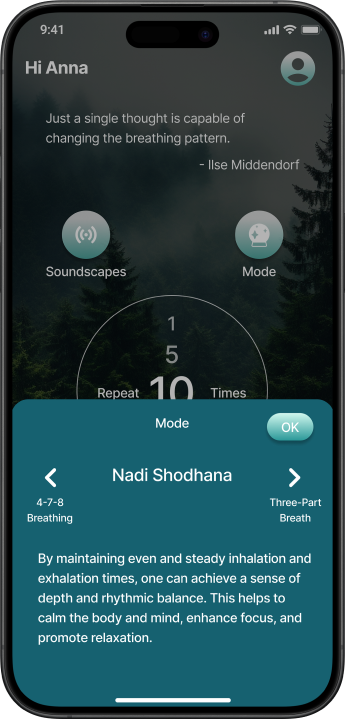 9:41
Hi Anna
Just a single thought is capable of
changing the breathing pattern.
- Ilse Middendorf
Soundscapes
Mode
1
5
Repeat 10 Times
Mode
OK
Nadi Shodhana
4-7-8
Breathing
Three-Part
Breath
By maintaining even and steady inhalation and
exhalation times, one can achieve a sense of
depth and rhythmic balance. This helps to
calm the body and mind, enhance focus, and
promote relaxation.